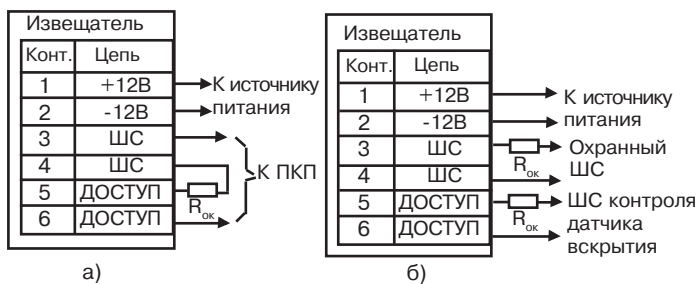 Извещатель
Конт. Цепь
1 +12В К источнику
2 -12В питания
3 ШС
4 ШС К ПКП
5 ДОСТУП
Rок
6 ДОСТУП
а)
Извещатель
Конт. Цепь
1 +12В К источнику
2 -12В питания
3 ШС Охранный
Rок ШС
4 ШС
5 ДОСТУП ШС контроля
Rок датчика
6 ДОСТУП вскрытия
б)